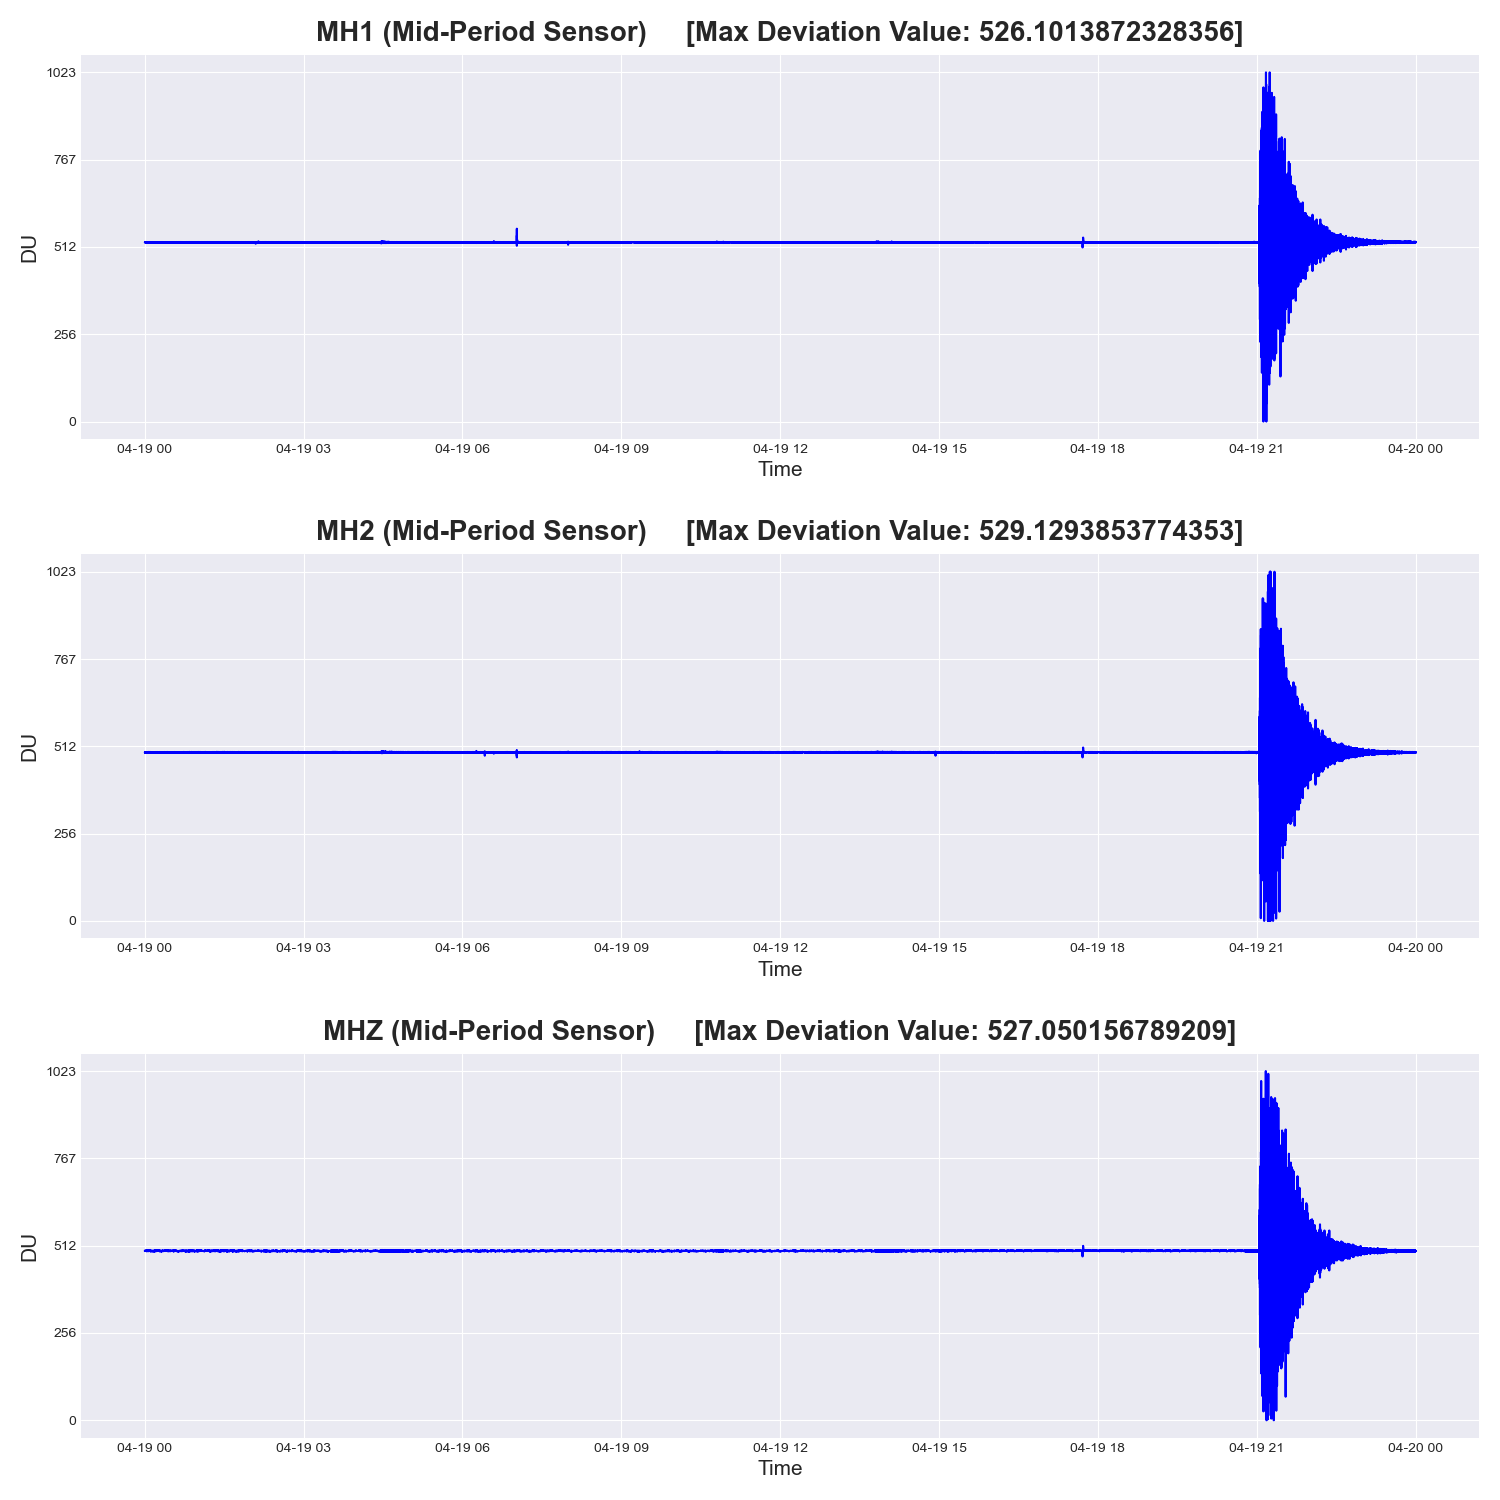 MH1 (Mid-Period Sensor) [Max Deviation Value: 526.1013872328356]
1023
767
512
256
0
DU
04-19 00 04-19 03 04-19 06 04-19 09 04-19 12 04-19 15 04-19 18 04-19 21 04-20 00
Time
MH2 (Mid-Period Sensor) [Max Deviation Value: 529.1293853774353]
1023
767
512
256
0
DU
04-19 00 04-19 03 04-19 06 04-19 09 04-19 12 04-19 15 04-19 18 04-19 21 04-20 00
Time
MHZ (Mid-Period Sensor) [Max Deviation Value: 527.050156789209]
1023
767
512
256
0
DU
04-19 00 04-19 03 04-19 06 04-19 09 04-19 12 04-19 15 04-19 18 04-19 21 04-20 00
Time